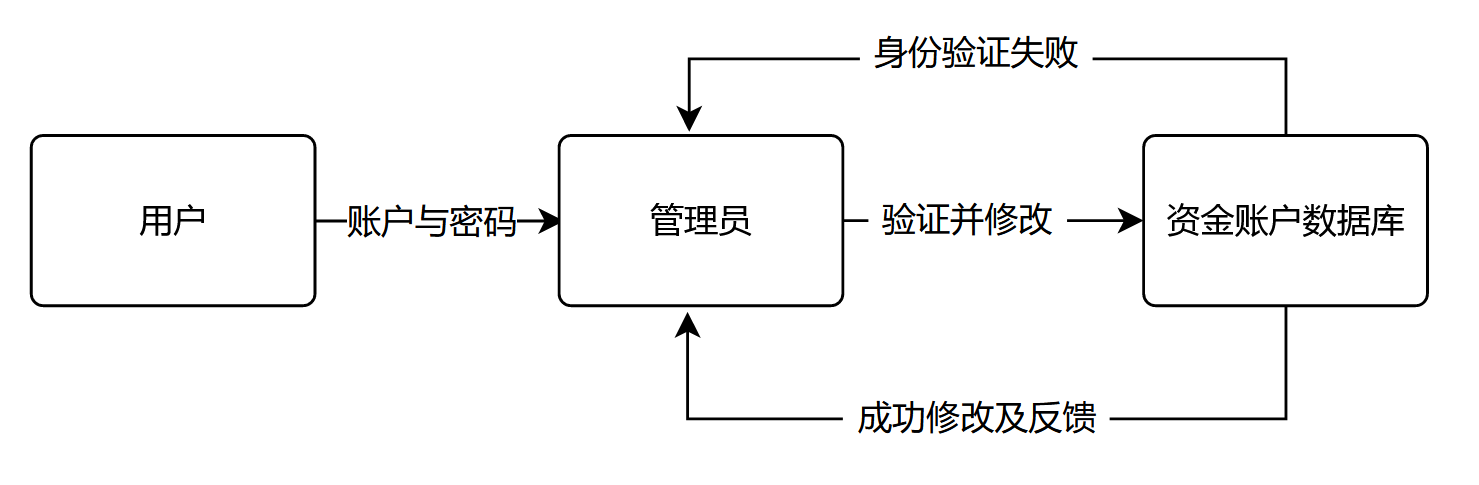 身份验证失败
用户
账户与密码
管理员
验证并修改
资金账户数据库
成功修改及反馈